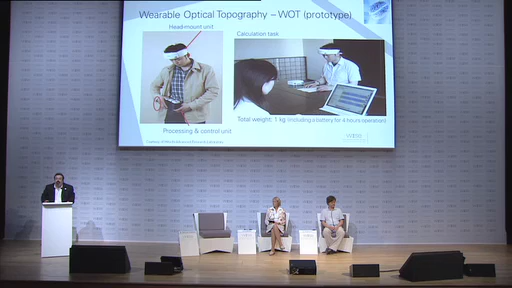 Wearable Optical Topography – WOT (prototype)
Head-mount unit
Calculation task
Processing & control unit
Total weight: 1 kg (including a battery for 4 hours operation)